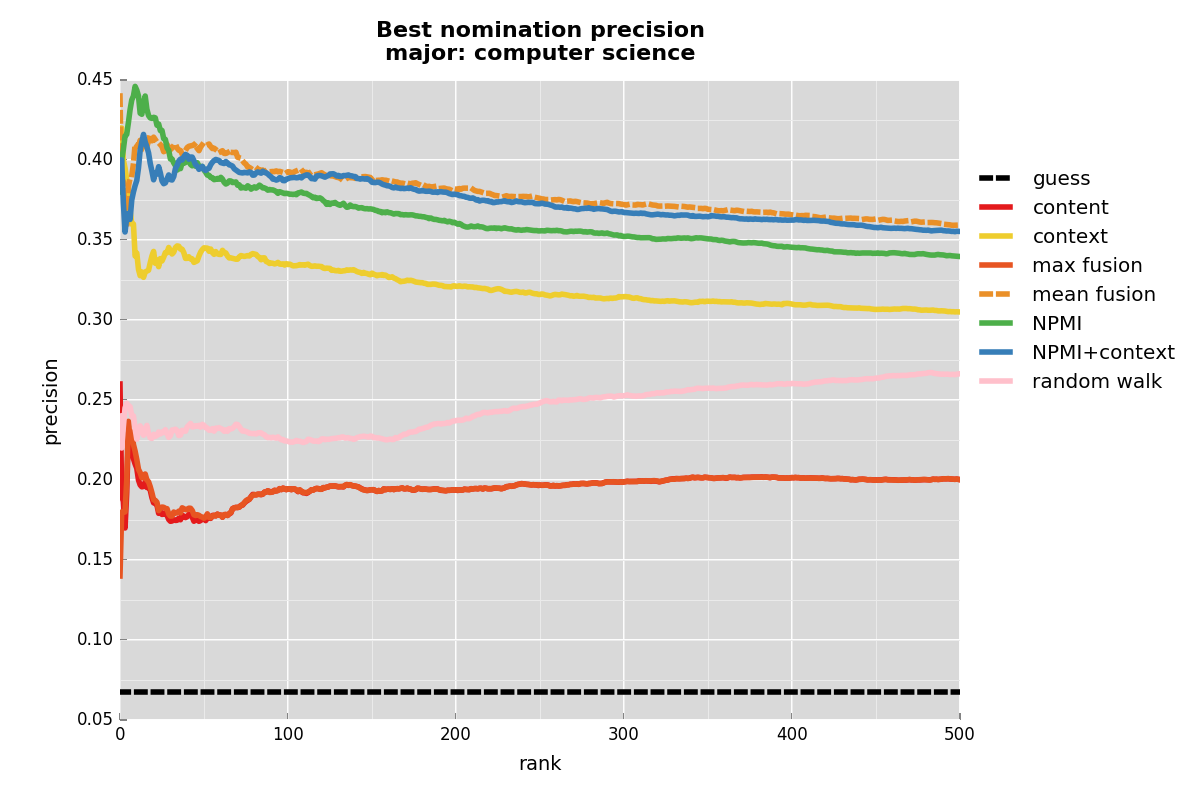 Best nomination precision
major: computer science
precision
0.45
0.40
0.35
0.30
0.25
0.20
0.15
0.10
0.05
0
100
200
300
400
500
rank
guess
content
context
max fusion
mean fusion
NPMI
NPMI+context
random walk